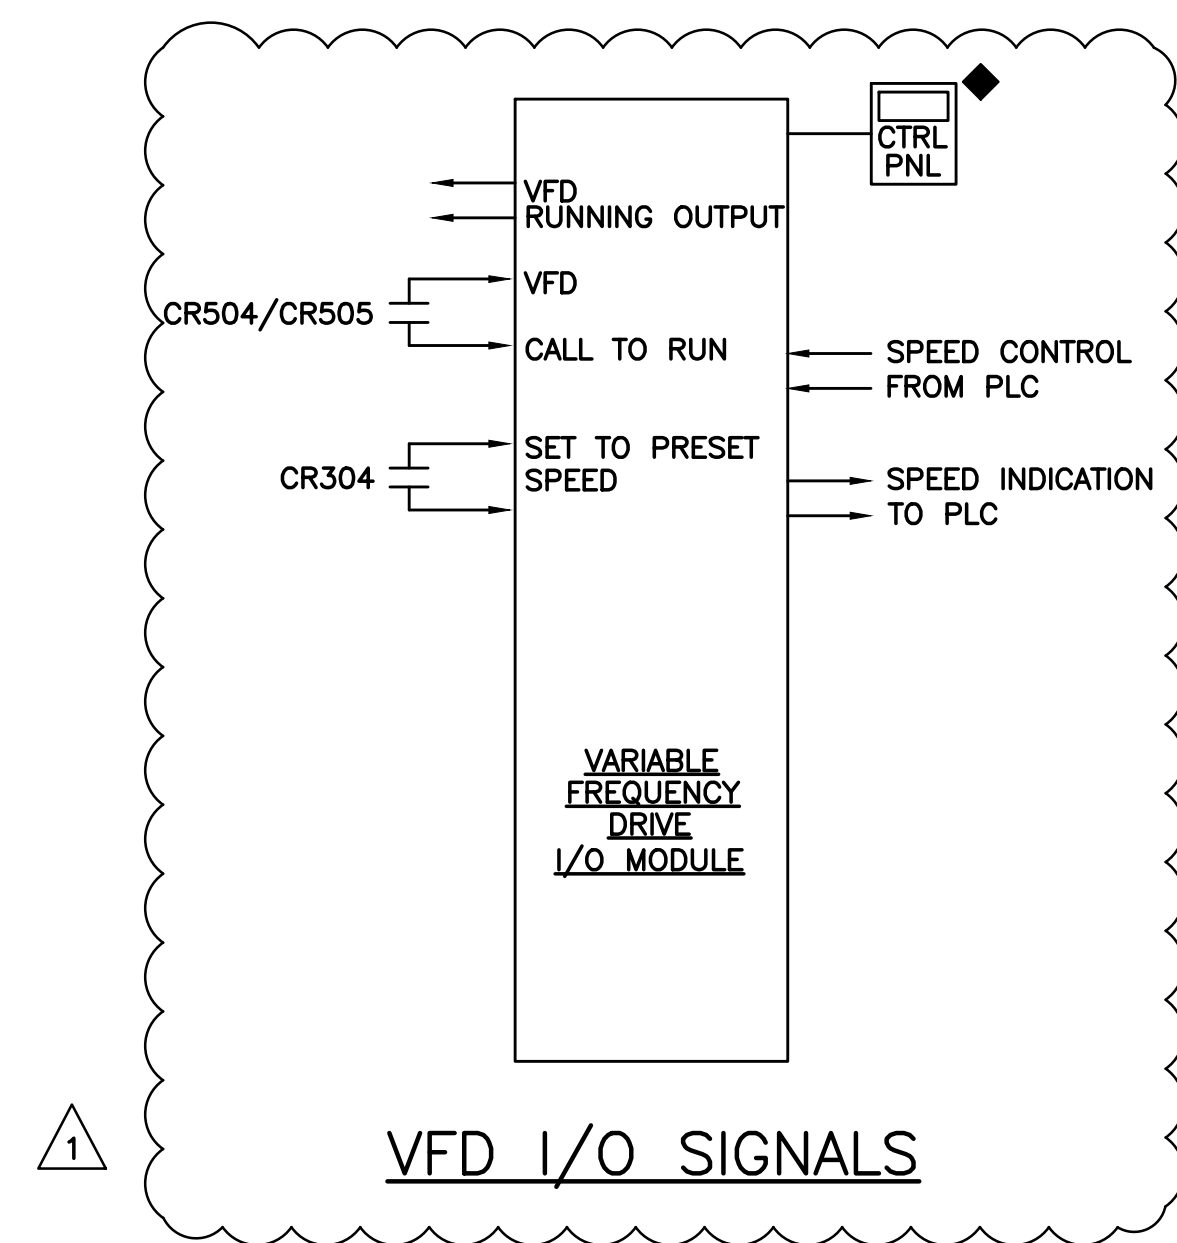 CTRL
PNL
VFD
RUNNING OUTPUT
CR504/CR505
VFD
CALL TO RUN
SPEED CONTROL
FROM PLC
CR304
SET TO PRESET
SPEED
SPEED INDICATION
TO PLC
VARIABLE
FREQUENCY
DRIVE
I/O MODULE
1
VFD I/O SIGNALS